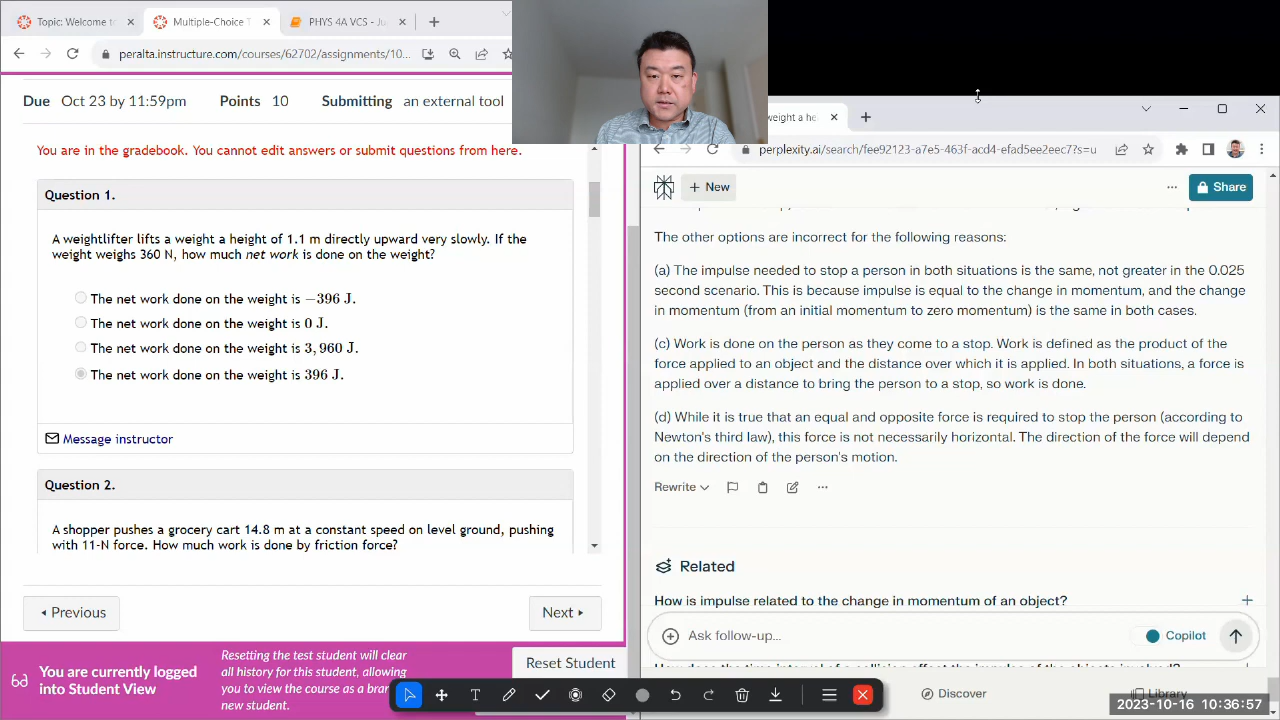 Topic: Welcome to
Multiple-Choice T
PHYS 4A VCS - Ju
peralta.instructure.com/courses/62702/assignments/10...
Due Oct 23 by 11:59pm Points 10 Submitting an external tool
You are in the gradebook. You cannot edit answers or submit questions from here.
Question 1.
A weightlifter lifts a weight a height of 1.1 m directly upward very slowly. If the
weight weighs 360 N, how much net work is done on the weight?
The net work done on the weight is −396 J.
The net work done on the weight is 0 J.
The net work done on the weight is 3,960 J.
The net work done on the weight is 396 J.
Message instructor
Question 2.
A shopper pushes a grocery cart 14.8 m at a constant speed on level ground, pushing
with 11-N force. How much work is done by friction force?
Previous
Next
You are currently logged
into Student View
Resetting the test student will clear
all history for this student, allowing
you to view the course as a bran
new student.
Reset Student
weight a he
perplexity.ai/search/fee92123-a7e5-463f-acd4-efad5ee2eec7?s=u
New
Share
The other options are incorrect for the following reasons:
(a) The impulse needed to stop a person in both situations is the same, not greater in the 0.025
second scenario. This is because impulse is equal to the change in momentum, and the change
in momentum (from an initial momentum to zero momentum) is the same in both cases.
(c) Work is done on the person as they come to a stop. Work is defined as the product of the
force applied to an object and the distance over which it is applied. In both situations, a force is
applied over a distance to bring the person to a stop, so work is done.
(d) While it is true that an equal and opposite force is required to stop the person (according to
Newton's third law), this force is not necessarily horizontal. The direction of the force will depend
on the direction of the person's motion.
Rewrite
Related
How is impulse related to the change in momentum of an object?
Ask follow-up...
Copilot
Discover
Library
2023-10-16 10:36:57